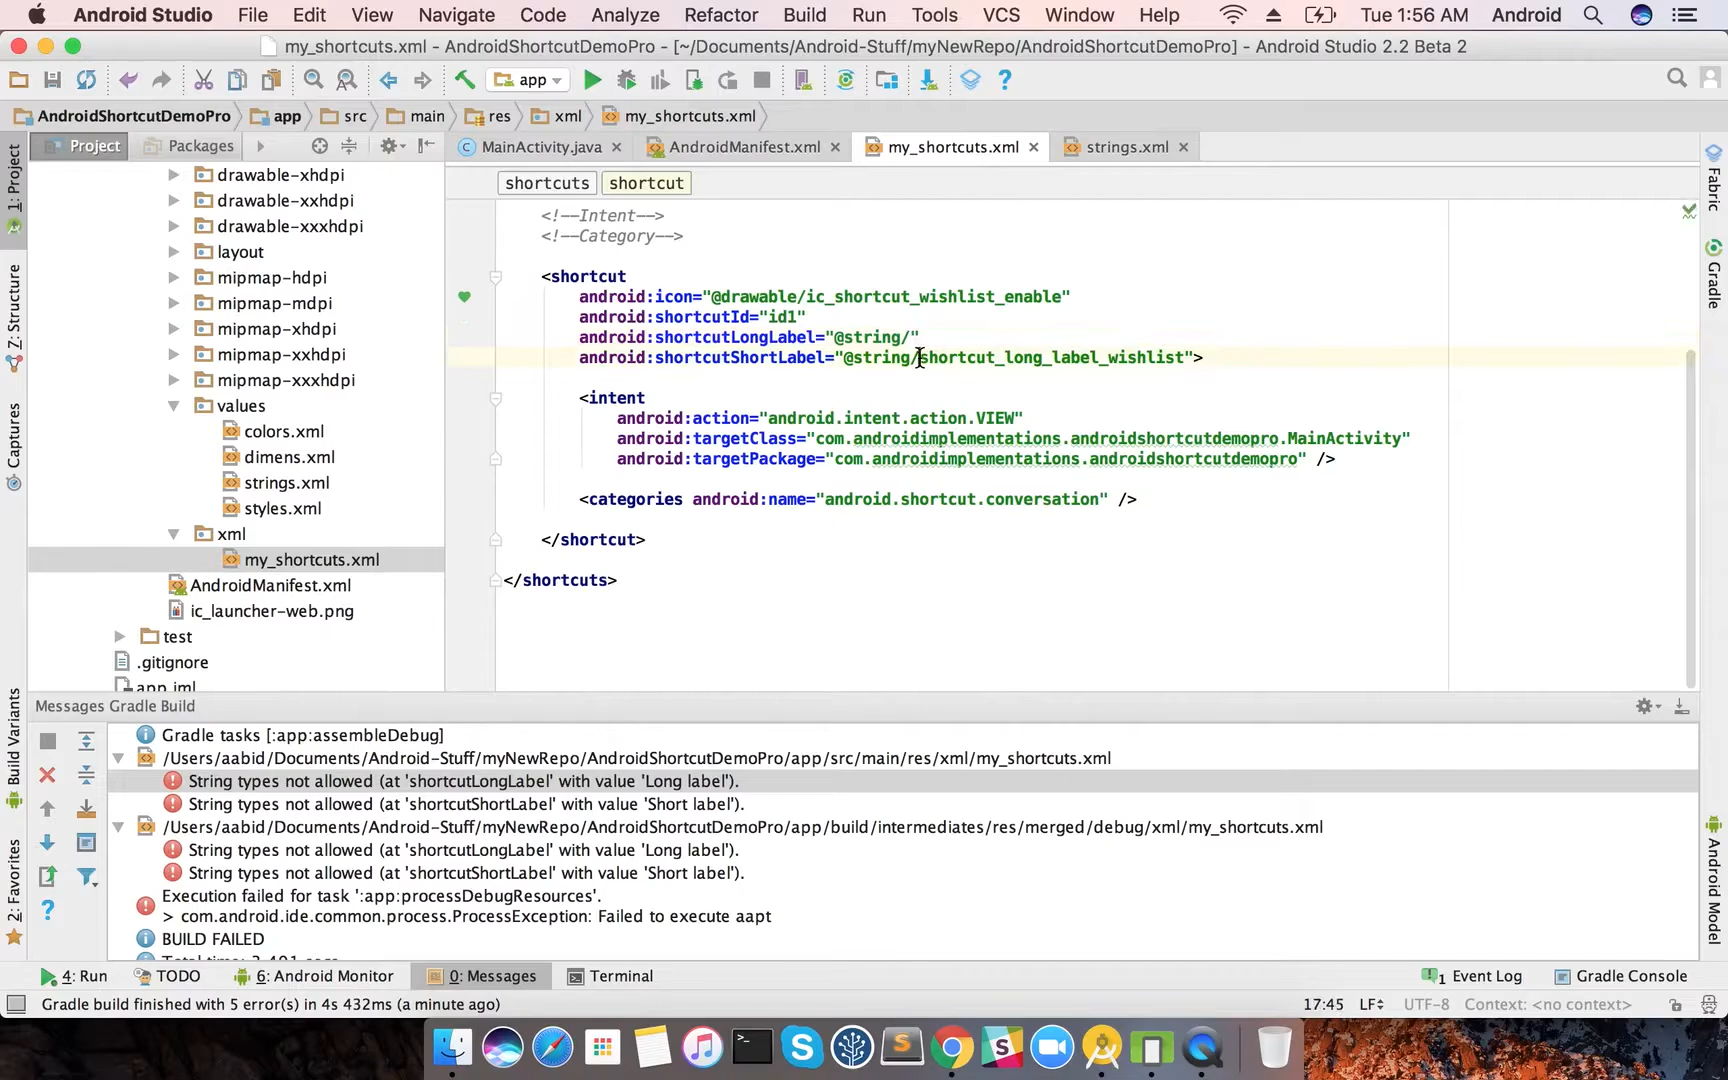 Android Studio File Edit View Navigate Code Analyze Refactor Build Run Tools VCS Window Help Tue 1:56 AM Android
my_shortcuts.xml - AndroidShortcutDemoPro - [~/Documents/Android-Stuff/myNewRepo/AndroidShortcutDemoPro] - Android Studio 2.2 Beta 2
app
AndroidShortcutDemoPro app src main res xml my_shortcuts.xml
Project Packages MainActivity.java AndroidManifest.xml my_shortcuts.xml strings.xml
shortcuts shortcut
1: Project
Z: Structure
Captures
Build Variants
2: Favorites
drawable-xhdpi
drawable-xxhdpi
drawable-xxxhdpi
layout
mipmap-hdpi
mipmap-mdpi
mipmap-xhdpi
mipmap-xxhdpi
mipmap-xxxhdpi
values
colors.xml
dimens.xml
strings.xml
styles.xml
xml
my_shortcuts.xml
AndroidManifest.xml
ic_launcher-web.png
test
.gitignore
app.iml
<!--Intent-->
<!--Category-->
<shortcut
android:icon="@drawable/ic_shortcut_wishlist_enable"
android:shortcutId="id1"
android:shortcutLongLabel="@string/"
android:shortcutShortLabel="@string/shortcut_long_label_wishlist">
<intent
android:action="android.intent.action.VIEW"
android:targetClass="com.androidimplementations.androidshortcutdemopro.MainActivity"
android:targetPackage="com.androidimplementations.androidshortcutdemopro" />
<categories android:name="android.shortcut.conversation" />
</shortcut>
</shortcuts>
Fabric
Gradle
Android Model
Messages Gradle Build
Gradle tasks [:app:assembleDebug]
/Users/aabid/Documents/Android-Stuff/myNewRepo/AndroidShortcutDemoPro/app/src/main/res/xml/my_shortcuts.xml
String types not allowed (at 'shortcutLongLabel' with value 'Long label').
String types not allowed (at 'shortcutShortLabel' with value 'Short label').
/Users/aabid/Documents/Android-Stuff/myNewRepo/AndroidShortcutDemoPro/app/build/intermediates/res/merged/debug/xml/my_shortcuts.xml
String types not allowed (at 'shortcutLongLabel' with value 'Long label').
String types not allowed (at 'shortcutShortLabel' with value 'Short label').
Execution failed for task ':app:processDebugResources'.
> com.android.ide.common.process.ProcessException: Failed to execute aapt
BUILD FAILED
Total time: 3.401 secs
4: Run TODO 6: Android Monitor 0: Messages Terminal 1 Event Log Gradle Console
Gradle build finished with 5 error(s) in 4s 432ms (a minute ago) 17:45 LF UTF-8 Context: <no context>